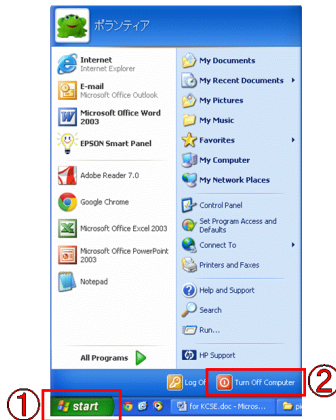 ボランティア
Internet
Internet Explorer
E-mail
Microsoft Office Outlook
Microsoft Office Word
2003
EPSON Smart Panel
Adobe Reader 7.0
Google Chrome
Microsoft Office Excel 2003
Microsoft Office PowerPoint
2003
Notepad
All Programs
My Documents
My Recent Documents
My Pictures
My Music
Favorites
My Computer
My Network Places
Control Panel
Set Program Access and
Defaults
Connect To
Printers and Faxes
Help and Support
Search
Run...
HP Support
Log Of
Turn Off Computer
②
①
start
for KCSE.doc - Micros...